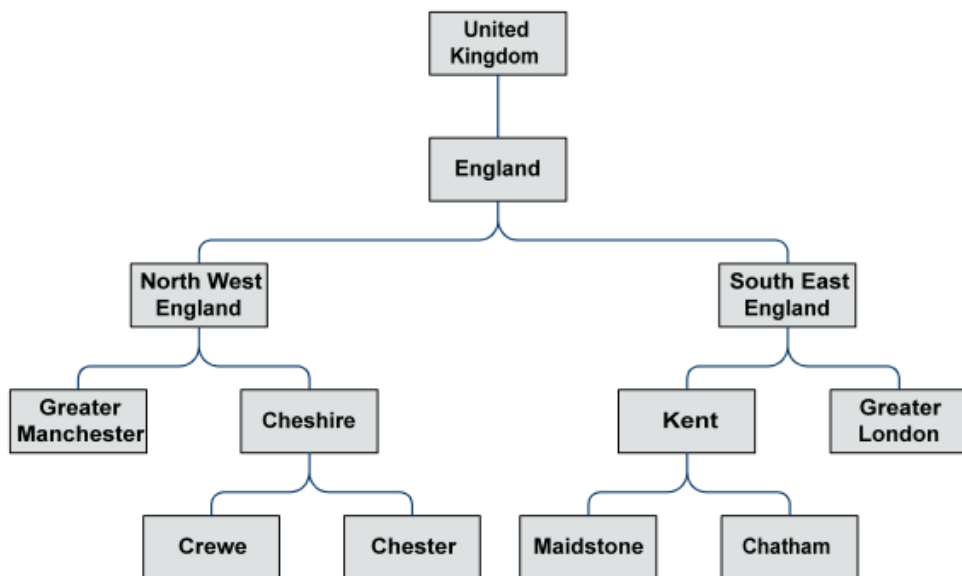 United
Kingdom
England
North West
England
South East
England
Greater
Manchester
Cheshire
Kent
Greater
London
Crewe
Chester
Maidstone
Chatham